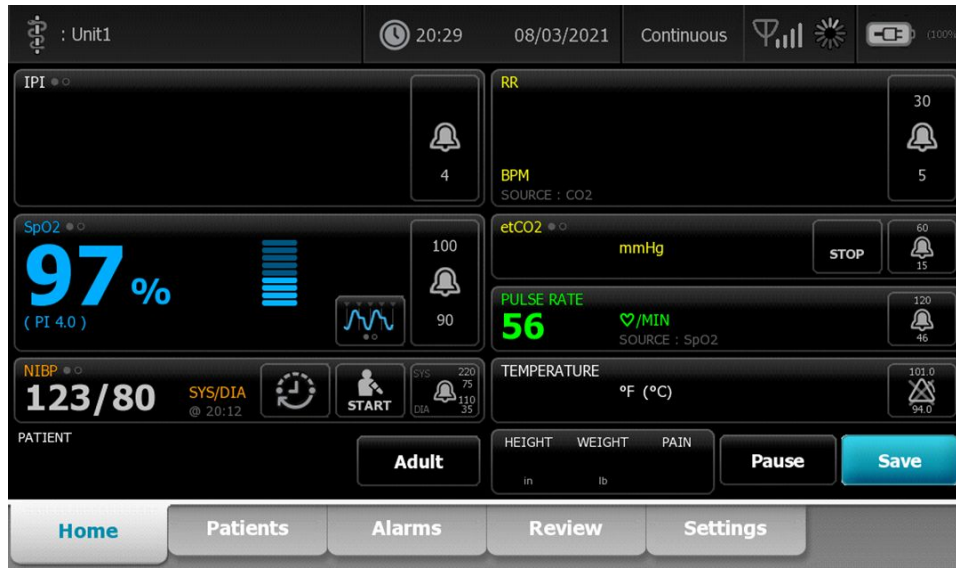 : Unit1
20:29
08/03/2021
Continuous
(100%
IPI
4
RR
BPM
SOURCE : CO2
30
5
SpO2
97 %
( PI 4.0 )
100
90
etCO2
mmHg
STOP
60
15
PULSE RATE
56
/MIN
SOURCE : SpO2
120
46
NIBP
123/80
SYS/DIA
@ 20:12
START
SYS 220
75
DIA 110
35
TEMPERATURE
°F (°C)
101.0
94.0
PATIENT
Adult
HEIGHT WEIGHT PAIN
in lb
Pause
Save
Home
Patients
Alarms
Review
Settings